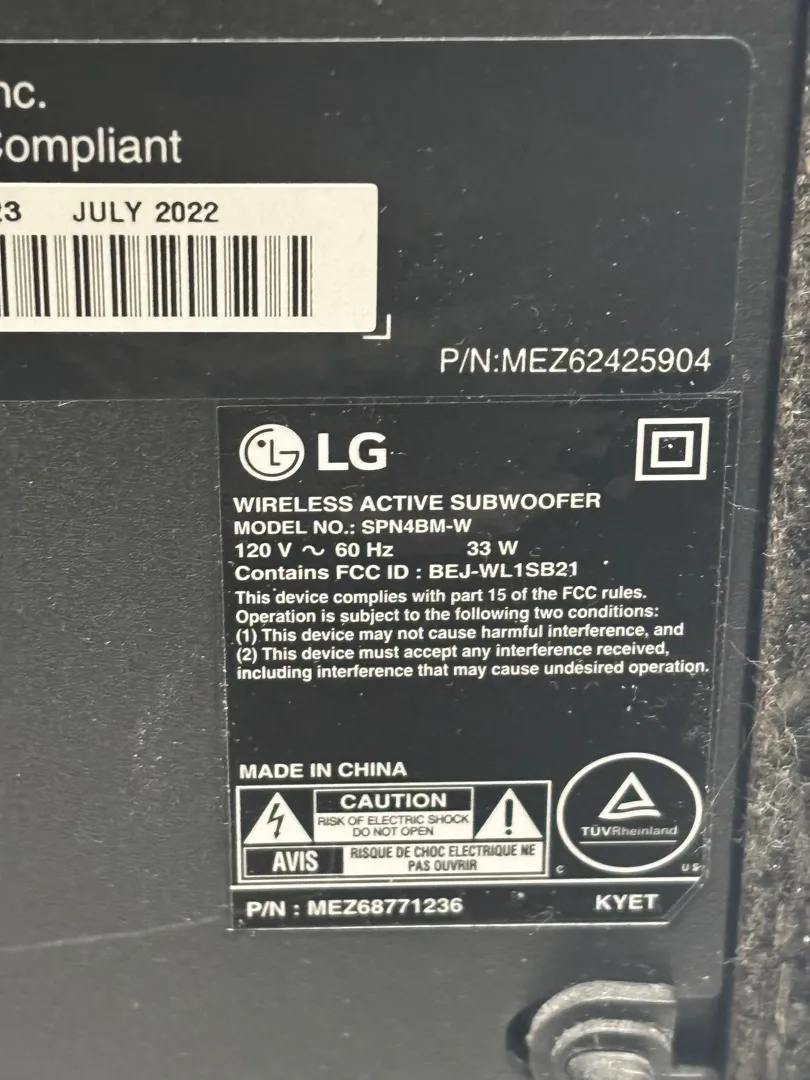 nc.
Compliant
23 JULY 2022
P/N:MEZ62425904
LG
WIRELESS ACTIVE SUBWOOFER
MODEL NO.: SPN4BM-W
120 V ~ 60 Hz 33 W
Contains FCC ID : BEJ-WL1SB21
This device complies with part 15 of the FCC rules.
Operation is subject to the following two conditions:
(1) This device may not cause harmful interference, and
(2) This device must accept any interference received,
including interference that may cause undesired operation.
MADE IN CHINA
CAUTION
RISK OF ELECTRIC SHOCK
DO NOT OPEN
AVIS
RISQUE DE CHOC ELECTRIQUE NE
PAS OUVRIR
TÜVRheinland
C US
P/N : MEZ68771236 KYET